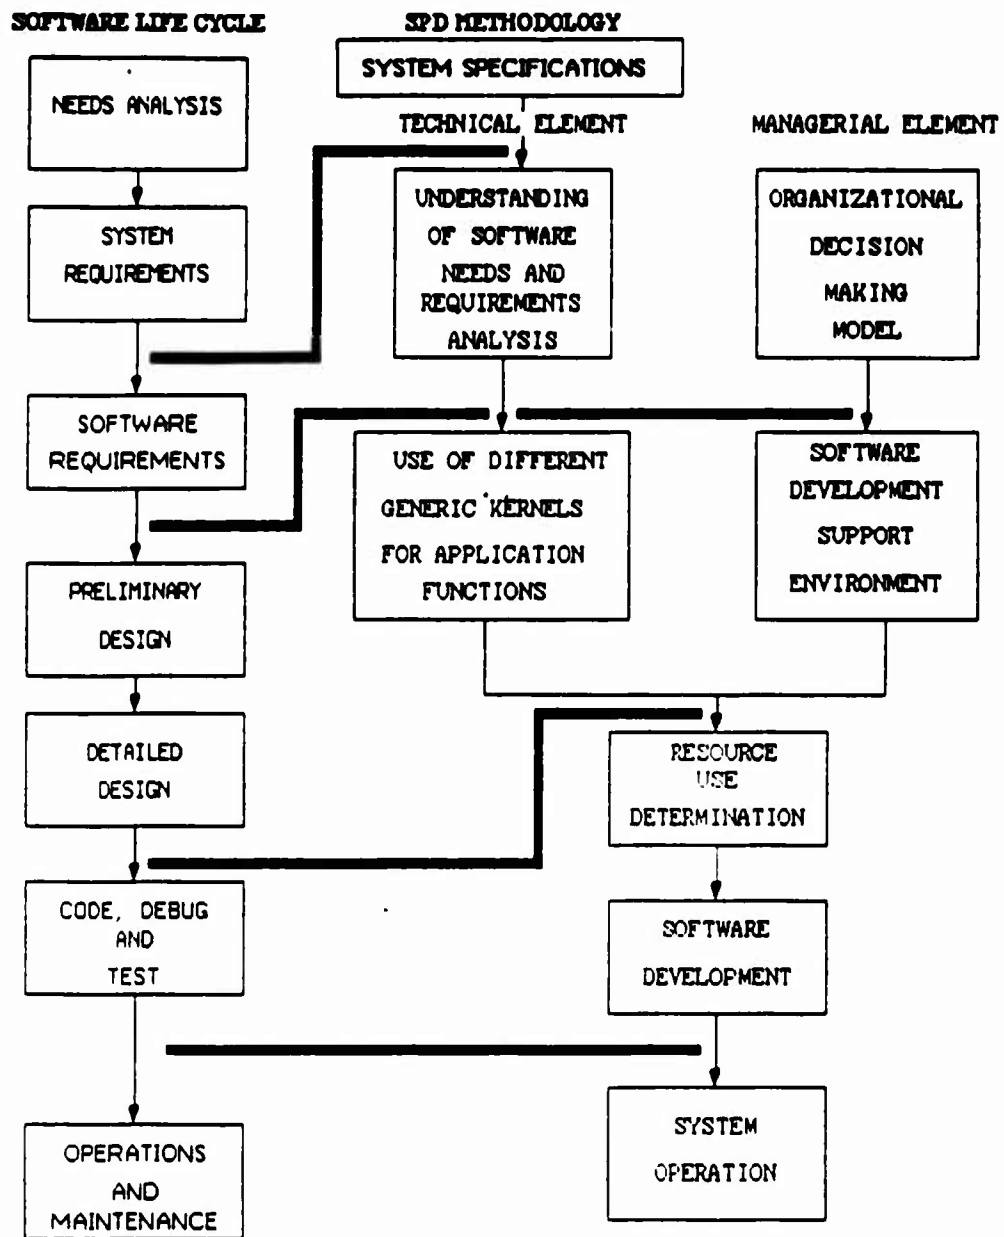 SOFTWARE LIFE CYCLE
NEEDS ANALYSIS
SYSTEM
REQUIREMENTS
SOFTWARE
REQUIREMENTS
PRELIMINARY
DESIGN
DETAILED
DESIGN
CODE, DEBUG
AND
TEST
OPERATIONS
AND
MAINTENANCE
SPD METHODOLOGY
SYSTEM SPECIFICATIONS
TECHNICAL ELEMENT
UNDERSTANDING
OF SOFTWARE
NEEDS AND
REQUIREMENTS
ANALYSIS
USE OF DIFFERENT
GENERIC KERNELS
FOR APPLICATION
FUNCTIONS
MANAGERIAL ELEMENT
ORGANIZATIONAL
DECISION
MAKING
MODEL
SOFTWARE
DEVELOPMENT
SUPPORT
ENVIRONMENT
RESOURCE
USE
DETERMINATION
SOFTWARE
DEVELOPMENT
SYSTEM
OPERATION